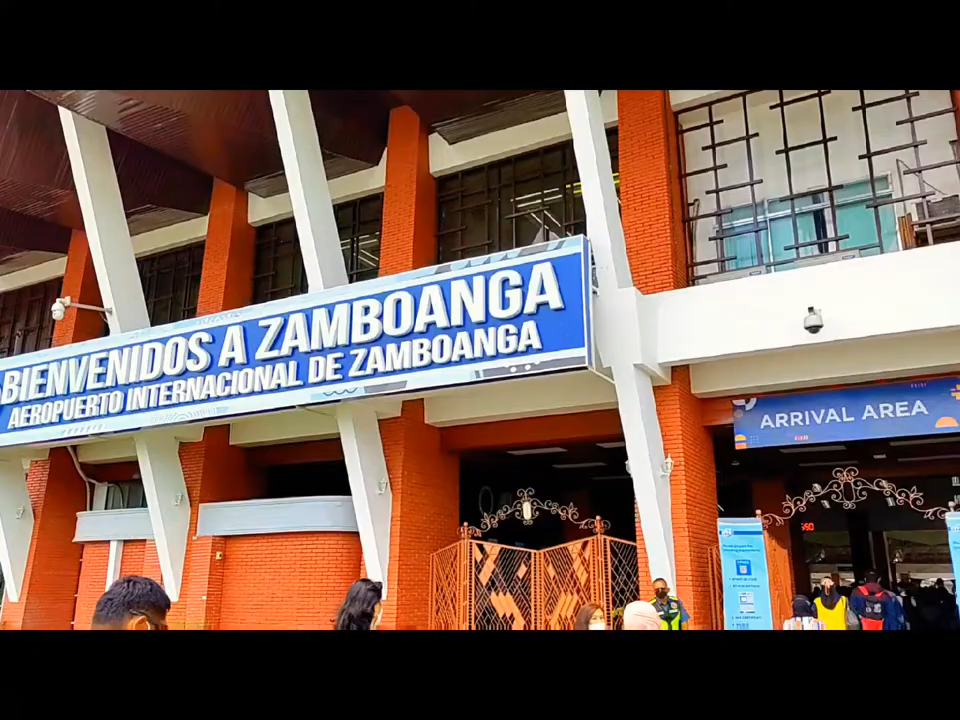 BIENVENIDOS A ZAMBOANGA
AEROPUERTO INTERNACIONAL DE ZAMBOANGA
ARRIVAL AREA